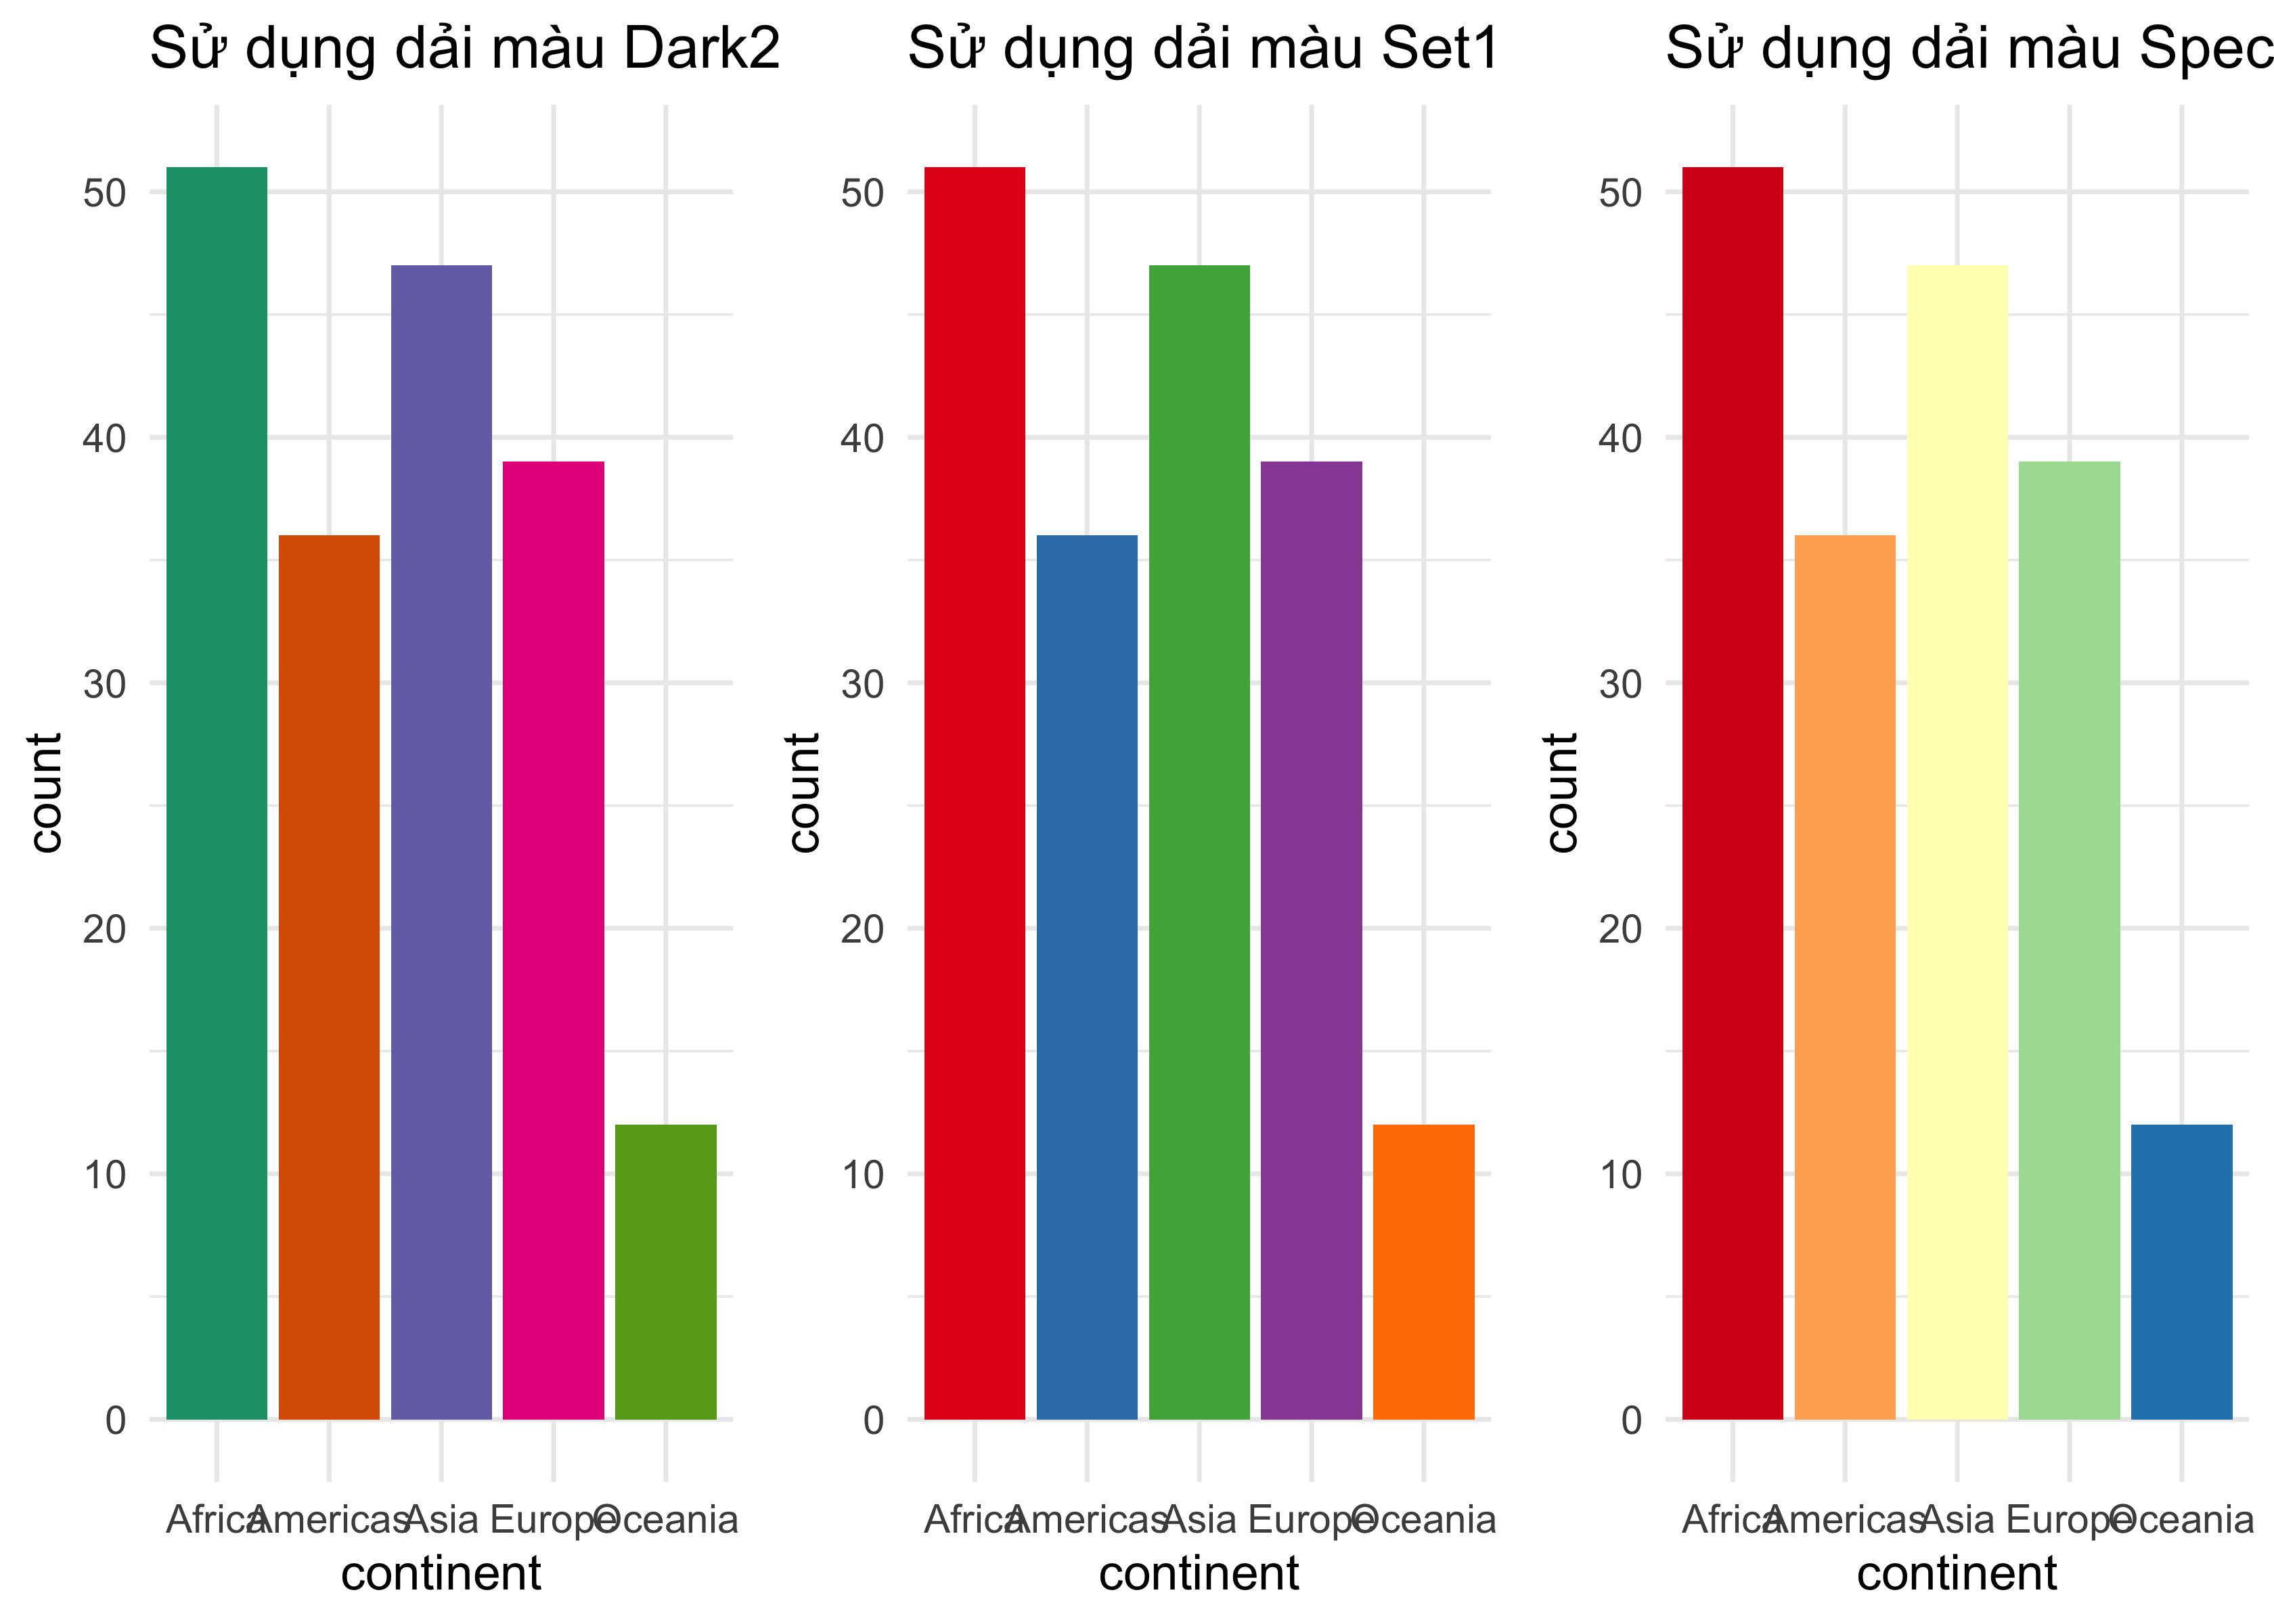 Sử dụng dải màu Dark2
50
40
30
20
10
0
count
Africa Americas Asia Europe Oceania
continent
Sử dụng dải màu Set1
50
40
30
20
10
0
count
Africa Americas Asia Europe Oceania
continent
Sử dụng dải màu Spec
50
40
30
20
10
0
count
Africa Americas Asia Europe Oceania
continent